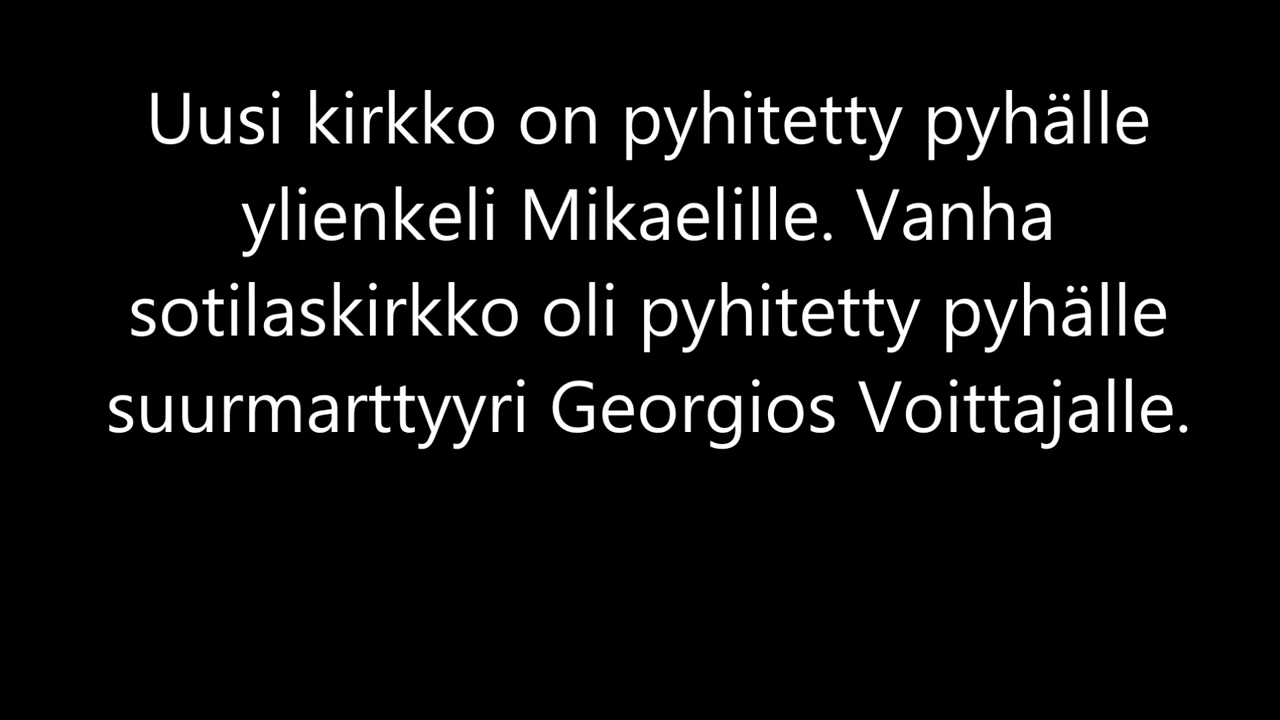 Uusi kirkko on pyhitetty pyhälle
ylienkeli Mikaelille. Vanha
sotilaskirkko oli pyhitetty pyhälle
suurmarttyyri Georgios Voittajalle.